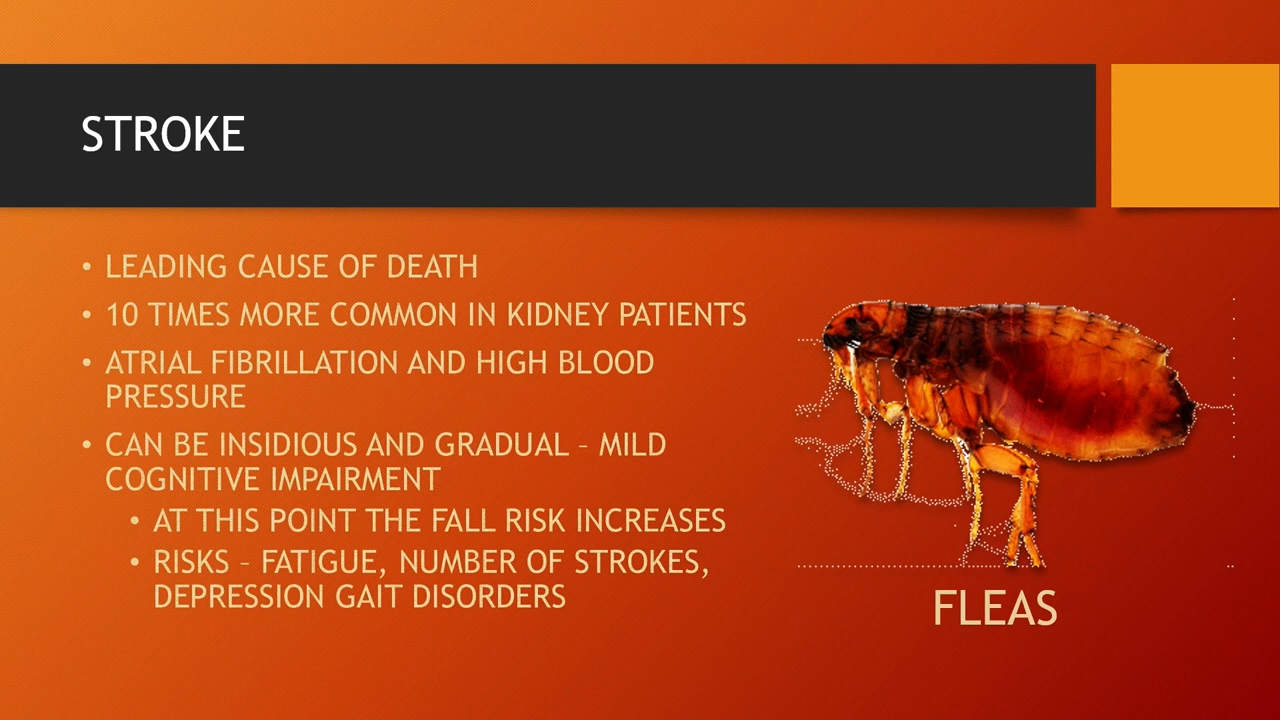 STROKE
• LEADING CAUSE OF DEATH
• 10 TIMES MORE COMMON IN KIDNEY PATIENTS
• ATRIAL FIBRILLATION AND HIGH BLOOD
PRESSURE
• CAN BE INSIDIOUS AND GRADUAL – MILD
COGNITIVE IMPAIRMENT
• AT THIS POINT THE FALL RISK INCREASES
• RISKS – FATIGUE, NUMBER OF STROKES,
DEPRESSION GAIT DISORDERS
FLEAS